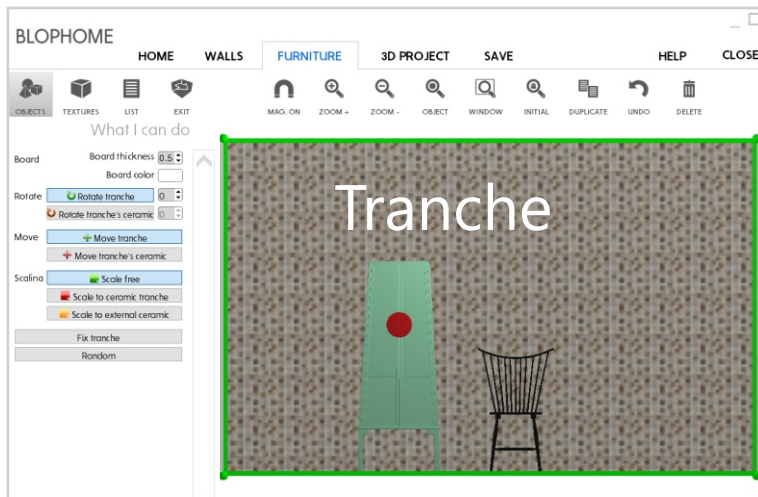 BLOPHOME
HOME WALLS FURNITURE 3D PROJECT SAVE HELP CLOSE
OBJECTS TEXTURES LIST EXIT MAG. ON ZOOM + ZOOM - OBJECT WINDOW INITIAL DUPLICATE UNDO DELETE
What I can do
Board Board thickness 0.5
Board color
Rotate Rotate tranche 0
Rotate tranche's ceramic 0
Move Move tranche
Move tranche's ceramic
Scaling Scale free
Scale to ceramic tranche
Scale to external ceramic
Fix tranche
Random
Tranche